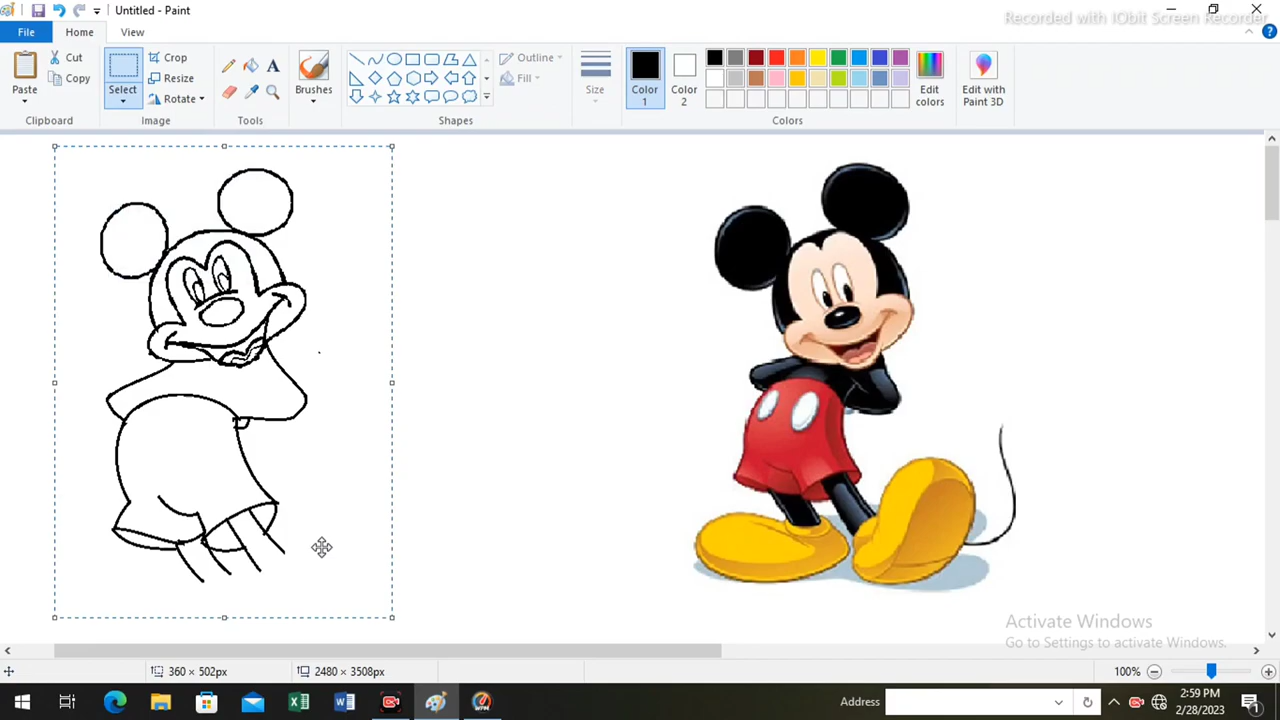 Untitled - Paint
Recorded with IObit Screen Recorder
File
Home
View
Paste
Cut
Copy
Clipboard
Select
Crop
Resize
Rotate
Image
A
Tools
Brushes
Outline
Fill
Shapes
Size
Color 1
Color 2
Edit colors
Colors
Edit with Paint 3D
Activate Windows
Go to Settings to activate Windows.
360 × 502px
2480 × 3508px
100%
Address
2:59 PM
2/28/2023